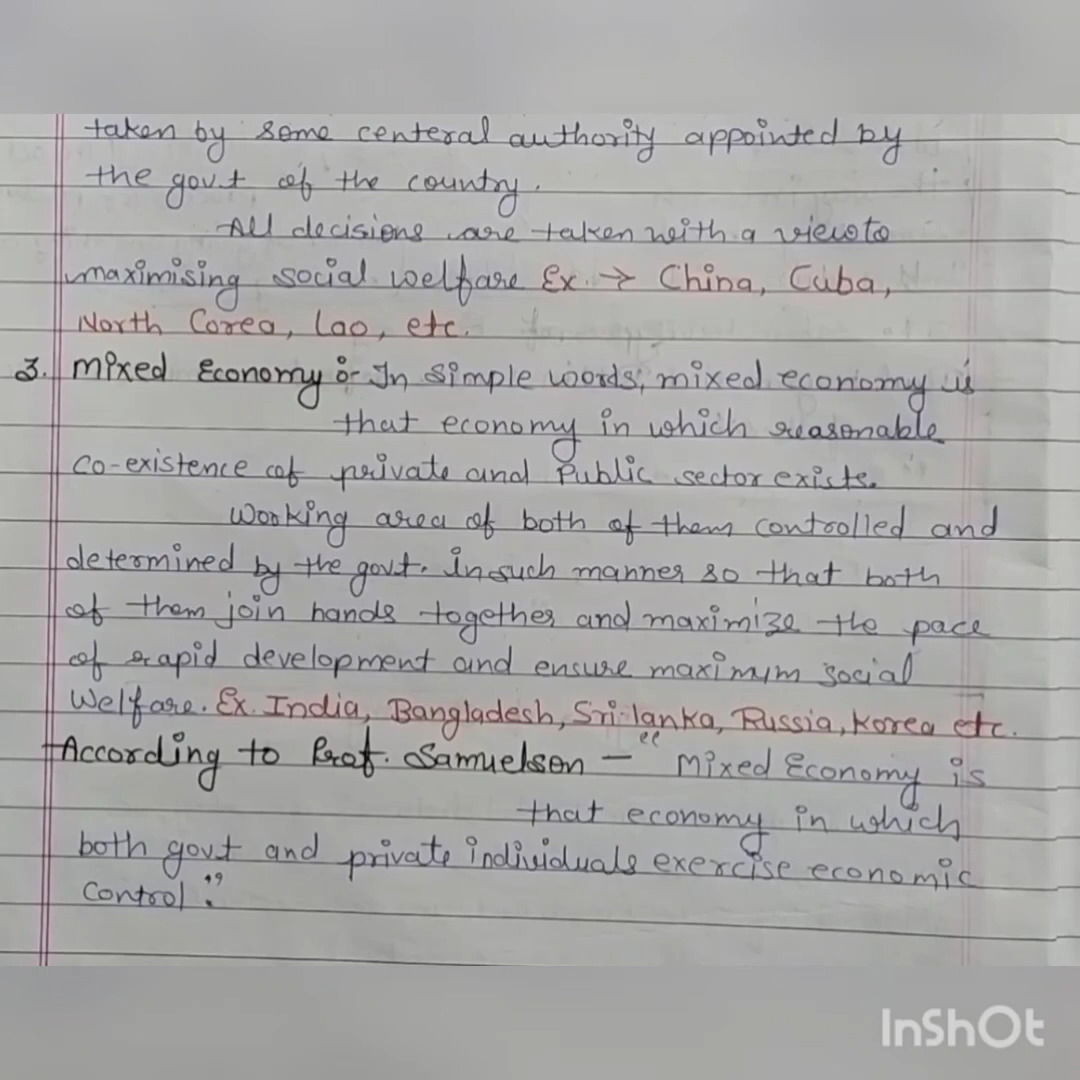 taken by some centeral authority appointed by
the govt of the country.
All decisions are taken with a view to
maximising social welfare Ex. → China, Cuba,
North Corea, Lao, etc.
3. Mixed Economy :- In simple words, mixed economy is
that economy in which reasonable
co-existence of private and Public sector exists.
Working area of both of them controlled and
determined by the govt. in such manner so that both
of them join hands together and maximize the pace
of rapid development and ensure maximum social
Welfare. Ex. India, Bangladesh, Sri-lanka, Russia, Korea etc.
According to Prof. Samuelson – " Mixed Economy is
that economy in which
both govt and private individuals exercise economic
Control."
InShOt